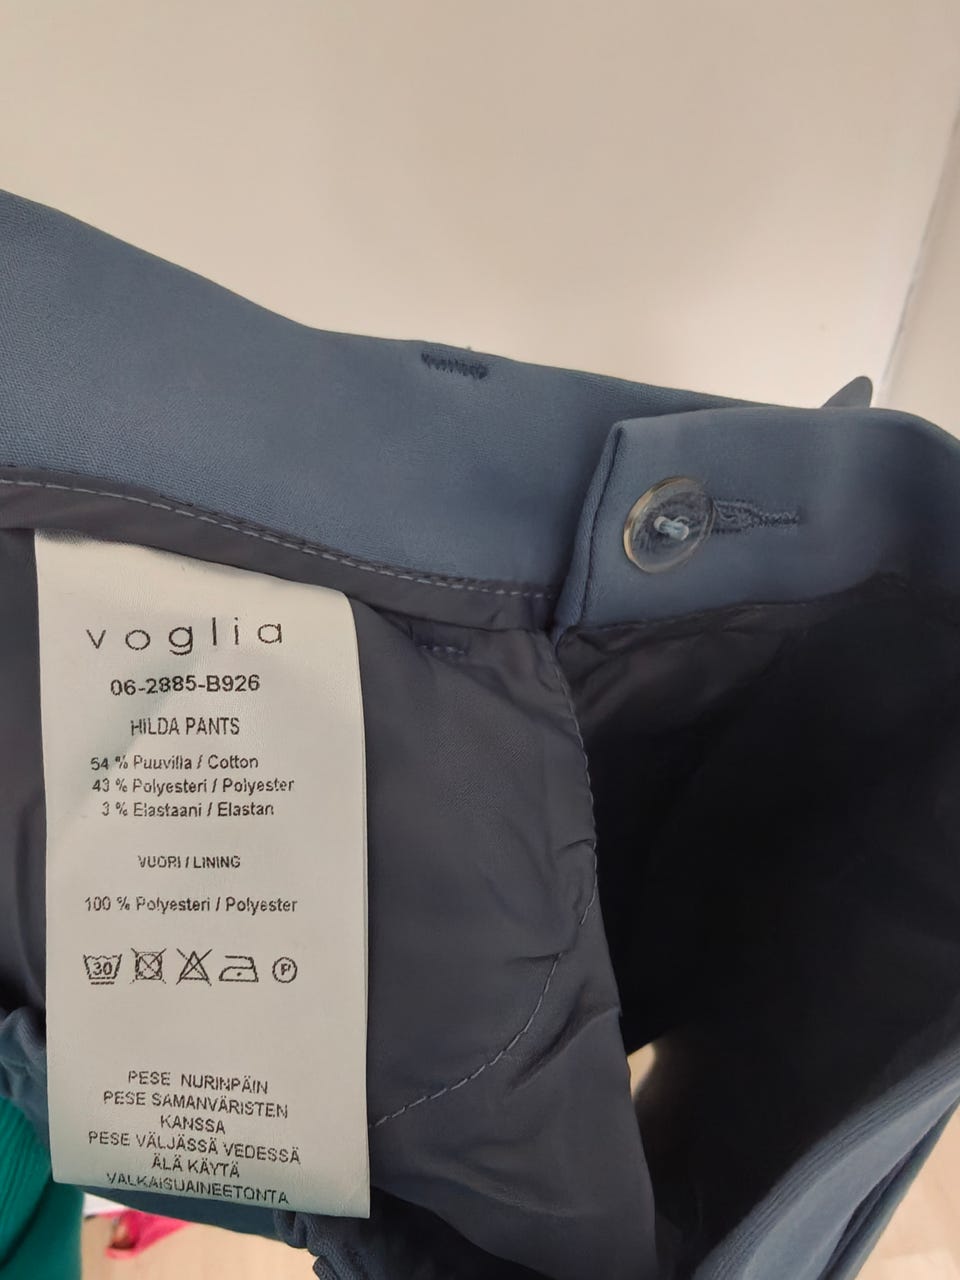 voglia
06-2885-B926
HILDA PANTS
54 % Puuvilla / Cotton
43 % Polyesteri / Polyester
3 % Elastaani / Elastan
VUORI / LINING
100 % Polyesteri / Polyester
30 P
PESE NURINPÄIN
PESE SAMANVÄRISTEN
KANSSA
PESE VÄLJÄSSÄ VEDESSÄ
ÄLÄ KÄYTÄ
VALKAISUAINEETONTA